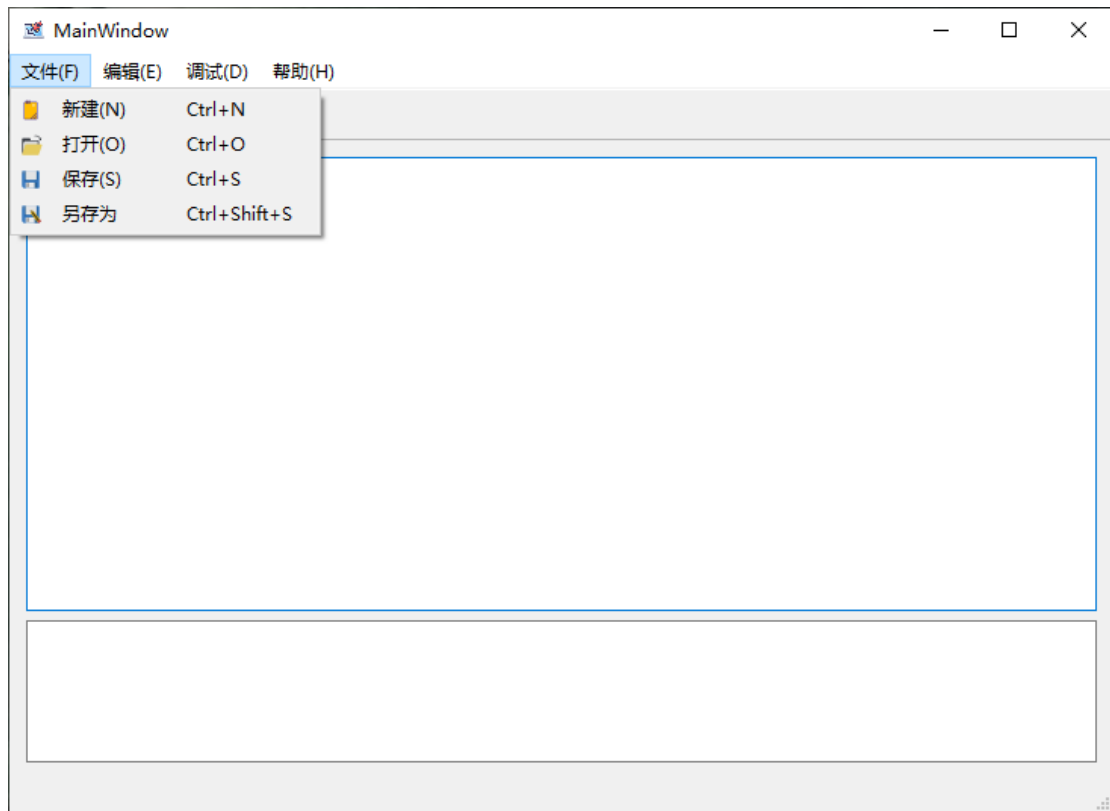 MainWindow
文件(F) 编辑(E) 调试(D) 帮助(H)
新建(N) Ctrl+N
打开(O) Ctrl+O
保存(S) Ctrl+S
另存为 Ctrl+Shift+S